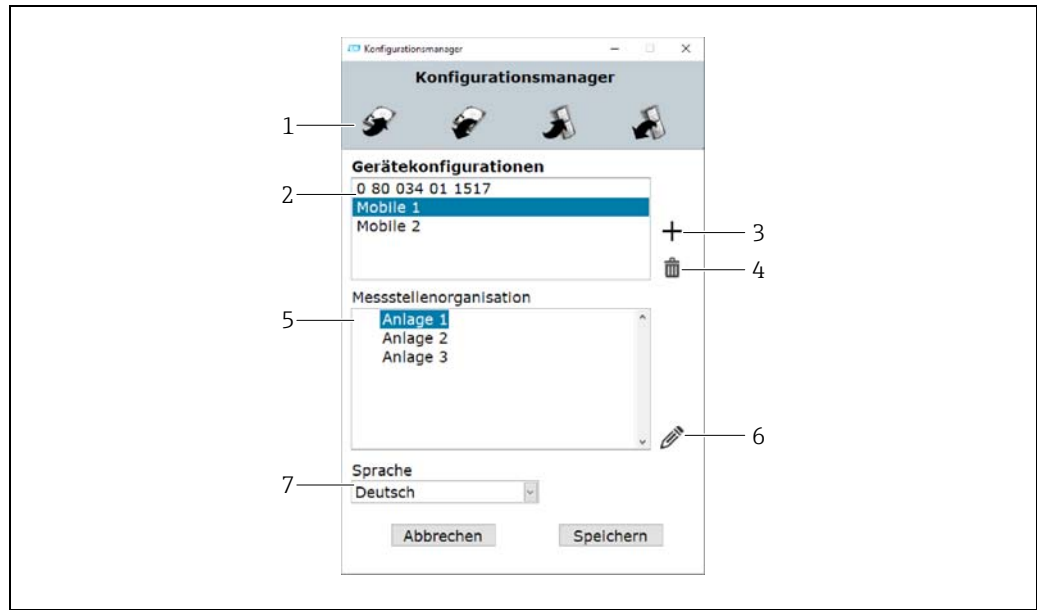 Konfigurationsmanager
Konfigurationsmanager
1
Gerätekonfigurationen
2
0 80 034 01 1517
Mobile 1
Mobile 2
3
4
Messstellenorganisation
5
Anlage 1
Anlage 2
Anlage 3
6
Sprache
7
Deutsch
Abbrechen Speichern